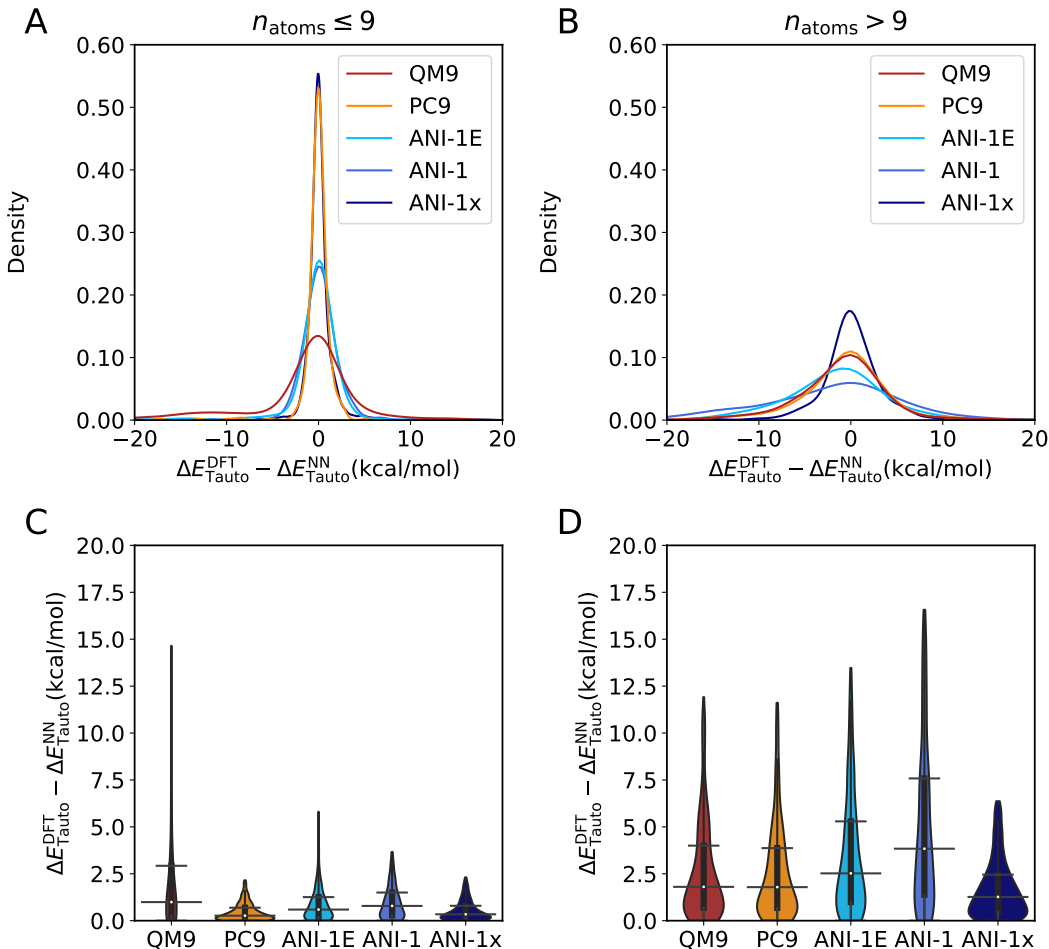 A
n_atoms ≤ 9
0.60
0.50
0.40
0.30
0.20
0.10
0.00
Density
QM9
PC9
ANI-1E
ANI-1
ANI-1x
−20
−10
0
10
20
ΔE^DFT_Tauto − ΔE^NN_Tauto(kcal/mol)
B
n_atoms > 9
0.60
0.50
0.40
0.30
0.20
0.10
0.00
Density
QM9
PC9
ANI-1E
ANI-1
ANI-1x
−20
−10
0
10
20
ΔE^DFT_Tauto − ΔE^NN_Tauto(kcal/mol)
C
20.0
17.5
15.0
12.5
10.0
7.5
5.0
2.5
0.0
ΔE^DFT_Tauto − ΔE^NN_Tauto(kcal/mol)
QM9
PC9
ANI-1E
ANI-1
ANI-1x
D
20.0
17.5
15.0
12.5
10.0
7.5
5.0
2.5
0.0
ΔE^DFT_Tauto − ΔE^NN_Tauto(kcal/mol)
QM9
PC9
ANI-1E
ANI-1
ANI-1x